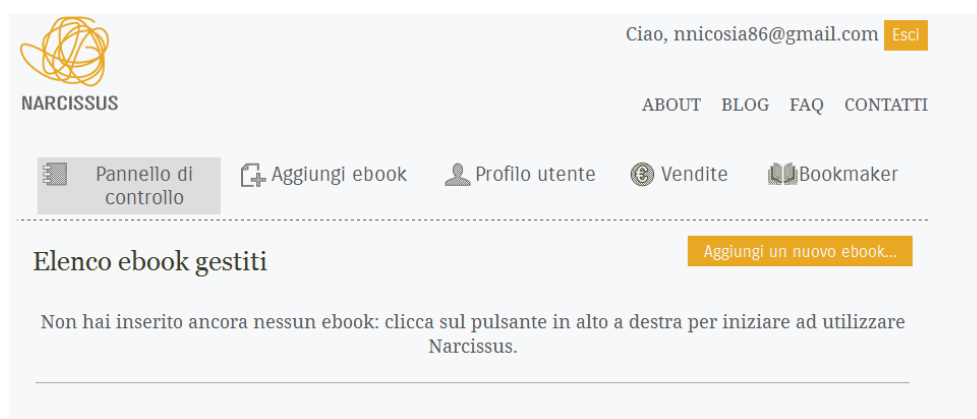 Ciao, nnicosia86@gmail.com Esci
NARCISSUS
ABOUT BLOG FAQ CONTATTI
Pannello di
controllo
Aggiungi ebook
Profilo utente
Vendite
Bookmaker
Elenco ebook gestiti
Aggiungi un nuovo ebook...
Non hai inserito ancora nessun ebook: clicca sul pulsante in alto a destra per iniziare ad utilizzare
Narcissus.